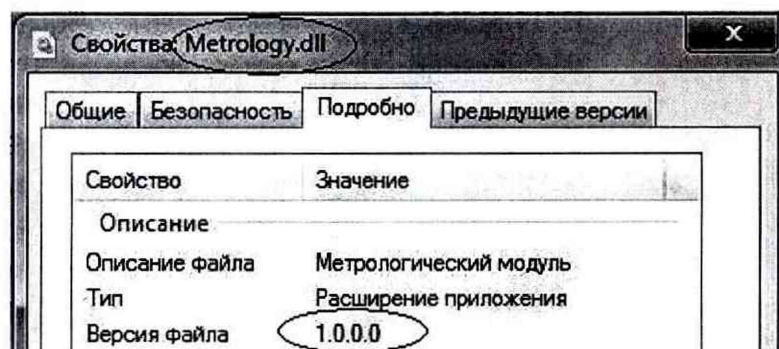 Свойства: Metrology.dll
x
Общие Безопасность Подробно Предыдущие версии
Свойство Значение
Описание
Описание файла Метрологический модуль
Тип Расширение приложения
Версия файла 1.0.0.0